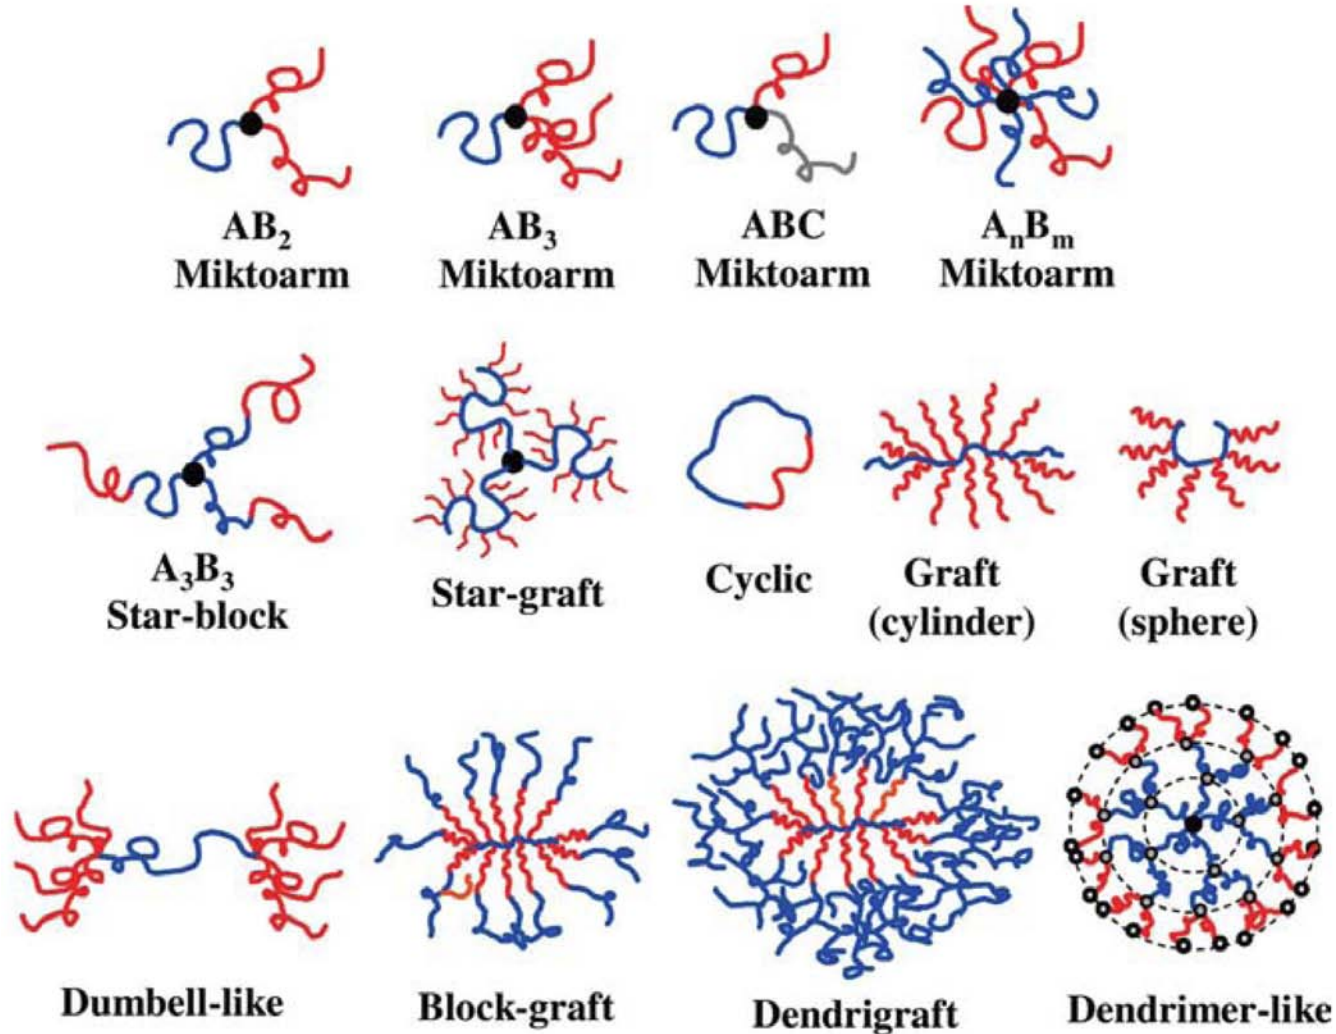 AB₂
Miktoarm
AB₃
Miktoarm
ABC
Miktoarm
AₙBₘ
Miktoarm
A₃B₃
Star-block
Star-graft
Cyclic
Graft
(cylinder)
Graft
(sphere)
Dumbell-like
Block-graft
Dendrigraft
Dendrimer-like